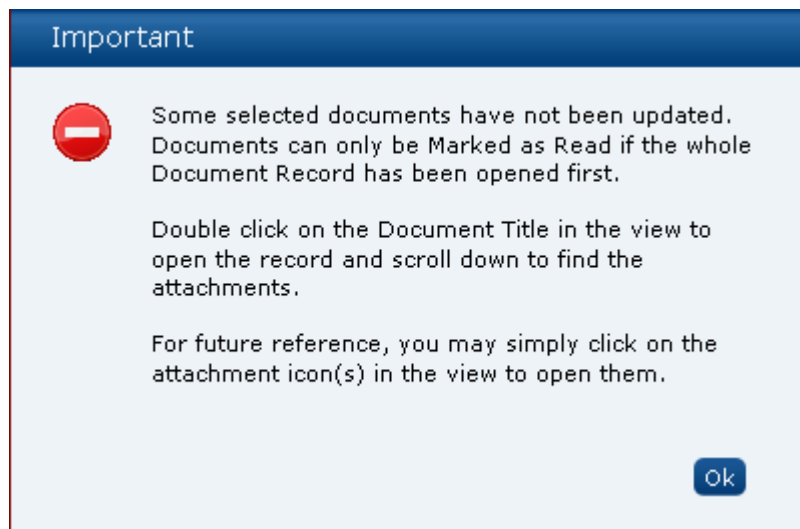 Important
Some selected documents have not been updated.
Documents can only be Marked as Read if the whole
Document Record has been opened first.
Double click on the Document Title in the view to
open the record and scroll down to find the
attachments.
For future reference, you may simply click on the
attachment icon(s) in the view to open them.
Ok